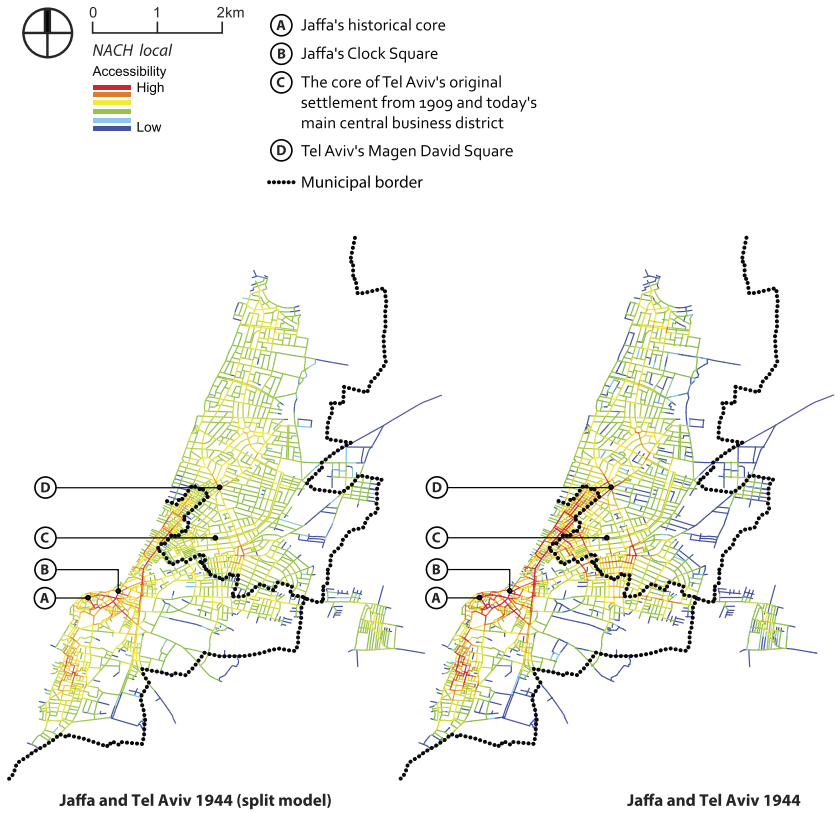 0 1 2km
NACH local
Accessibility
High
Low
A Jaffa's historical core
B Jaffa's Clock Square
C The core of Tel Aviv's original
settlement from 1909 and today's
main central business district
D Tel Aviv's Magen David Square
Municipal border
D
C
B
A
D
C
B
A
Jaffa and Tel Aviv 1944 (split model)
Jaffa and Tel Aviv 1944